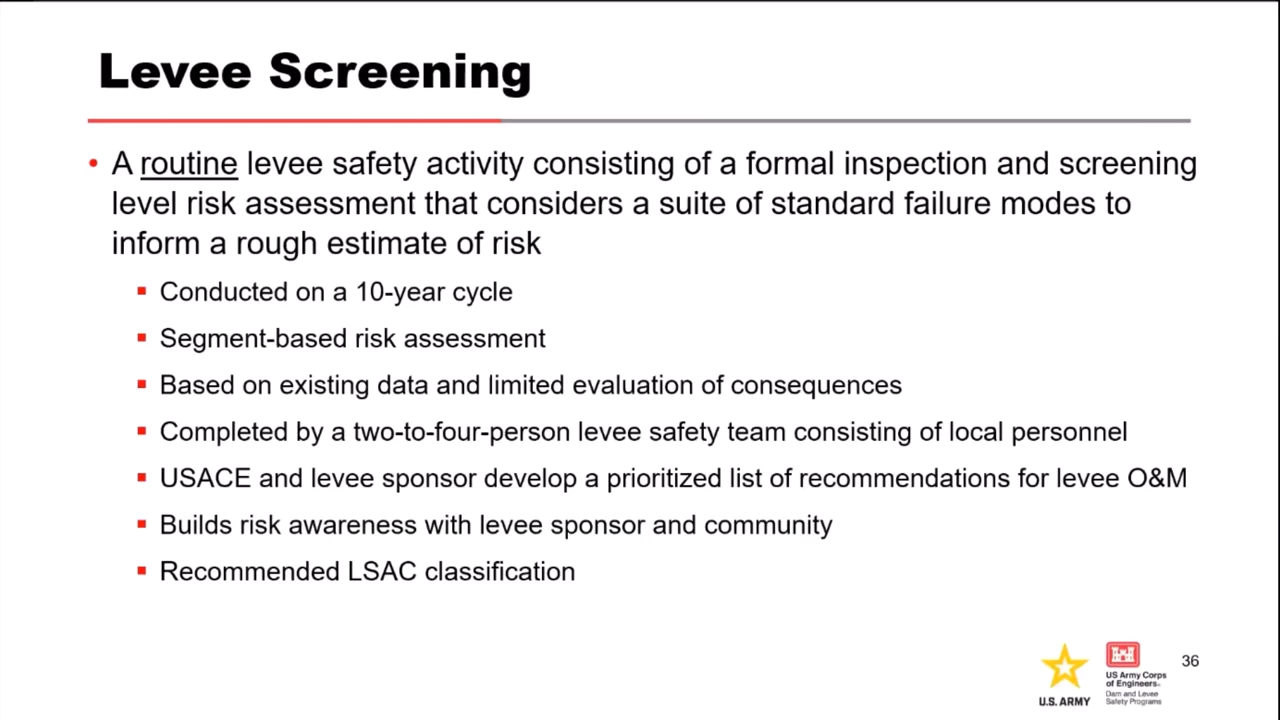 Levee Screening
• A routine levee safety activity consisting of a formal inspection and screening
level risk assessment that considers a suite of standard failure modes to
inform a rough estimate of risk
▪ Conducted on a 10-year cycle
▪ Segment-based risk assessment
▪ Based on existing data and limited evaluation of consequences
▪ Completed by a two-to-four-person levee safety team consisting of local personnel
▪ USACE and levee sponsor develop a prioritized list of recommendations for levee O&M
▪ Builds risk awareness with levee sponsor and community
▪ Recommended LSAC classification
U.S. ARMY
US Army Corps
of Engineers®
Dam and Levee
Safety Programs
36